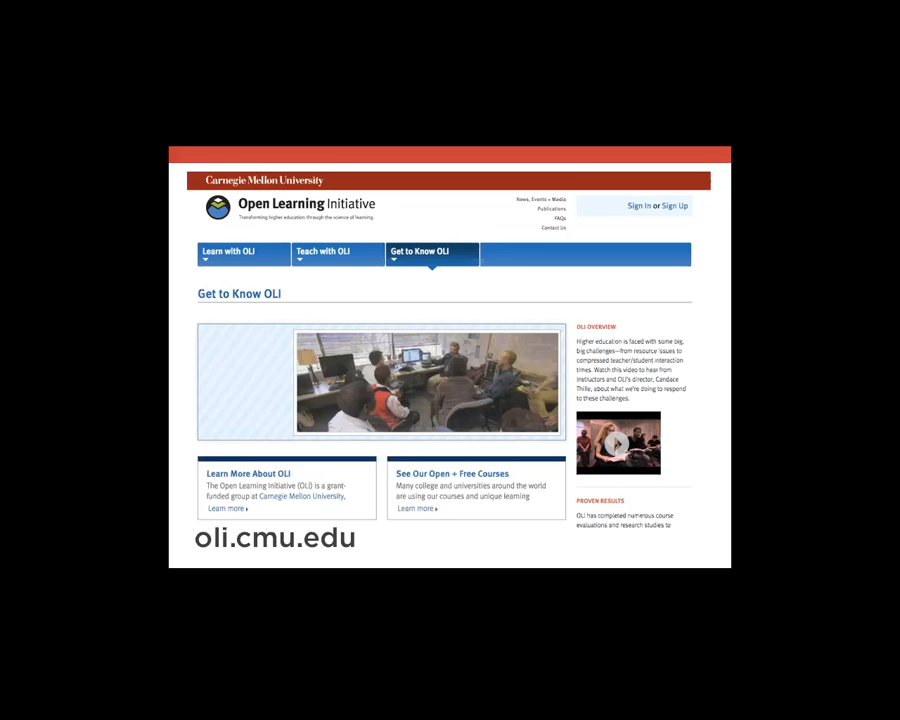 Carnegie Mellon University
Open Learning Initiative
Transforming higher education through the science of learning.
News, Events + Media
Publications
FAQs
Contact Us
Sign In or Sign Up
Learn with OLI
Teach with OLI
Get to Know OLI
Get to Know OLI
OLI OVERVIEW
Higher education is faced with some big,
big challenges—from resource issues to
compressed teacher/student interaction
times. Watch this video to hear from
instructors and OLI's director, Candace
Thille, about what we're doing to respond
to these challenges.
Learn More About OLI
The Open Learning Initiative (OLI) is a grant-
funded group at Carnegie Mellon University,
Learn more
See Our Open + Free Courses
Many college and universities around the world
are using our courses and unique learning
Learn more
PROVEN RESULTS
OLI has completed numerous course
evaluations and research studies to
oli.cmu.edu